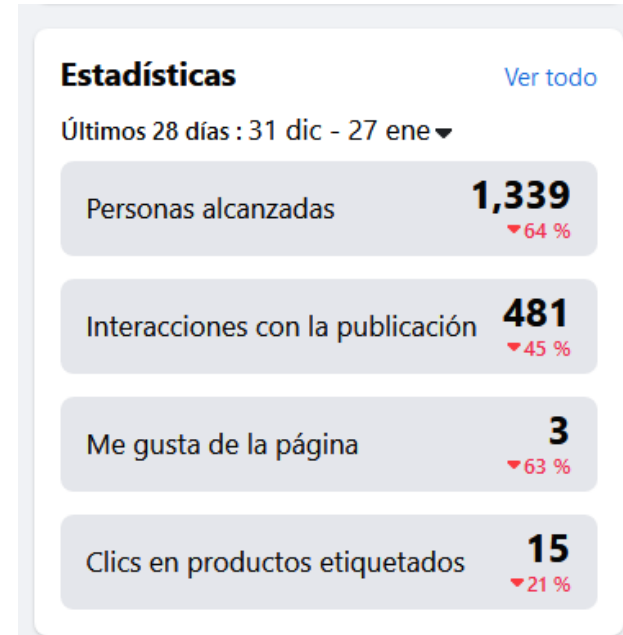 Estadísticas Ver todo
Últimos 28 días : 31 dic - 27 ene
Personas alcanzadas 1,339
64 %
Interacciones con la publicación 481
45 %
Me gusta de la página 3
63 %
Clics en productos etiquetados 15
21 %